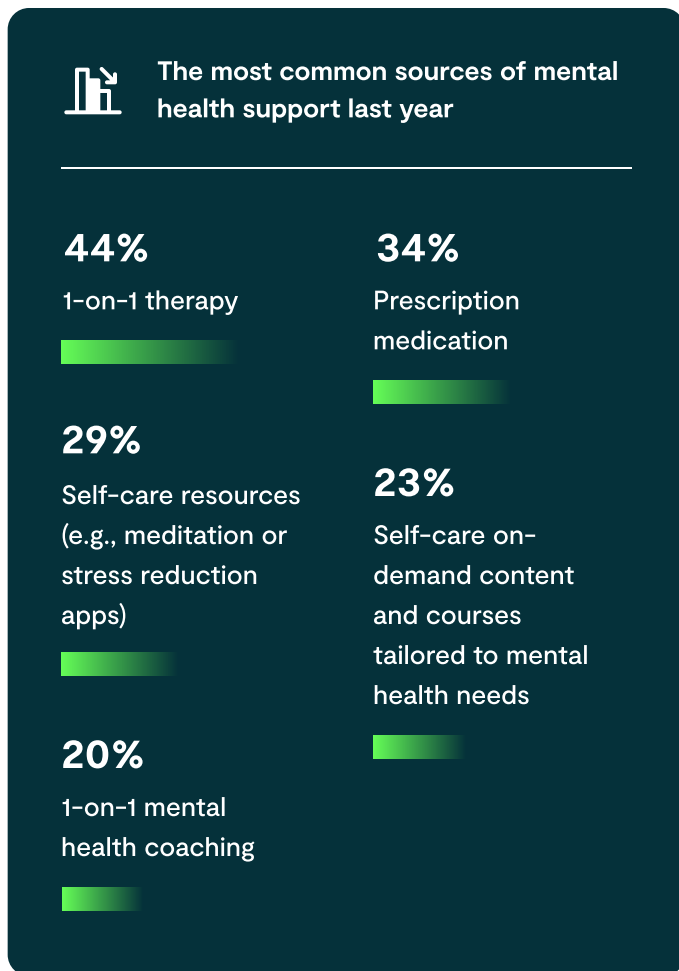 The most common sources of mental
health support last year
44%
1-on-1 therapy
34%
Prescription
medication
29%
Self-care resources
(e.g., meditation or
stress reduction
apps)
23%
Self-care on-
demand content
and courses
tailored to mental
health needs
20%
1-on-1 mental
health coaching